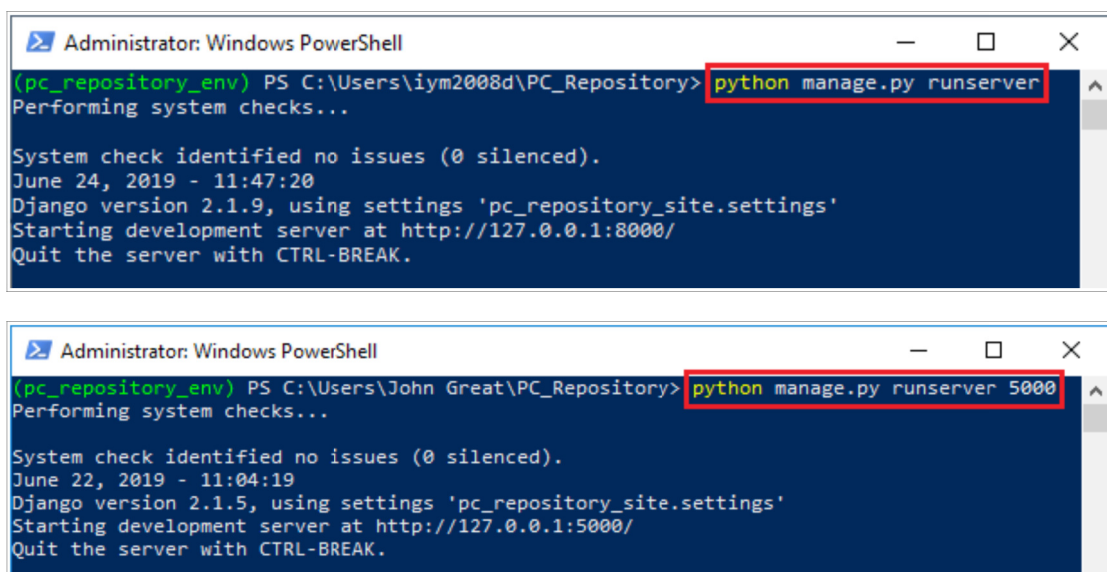 Administrator: Windows PowerShell
(pc_repository_env) PS C:\Users\iym2008d\PC_Repository> python manage.py runserver
Performing system checks...
System check identified no issues (0 silenced).
June 24, 2019 - 11:47:20
Django version 2.1.9, using settings 'pc_repository_site.settings'
Starting development server at http://127.0.0.1:8000/
Quit the server with CTRL-BREAK.
Administrator: Windows PowerShell
(pc_repository_env) PS C:\Users\John Great\PC_Repository> python manage.py runserver 5000
Performing system checks...
System check identified no issues (0 silenced).
June 22, 2019 - 11:04:19
Django version 2.1.5, using settings 'pc_repository_site.settings'
Starting development server at http://127.0.0.1:5000/
Quit the server with CTRL-BREAK.